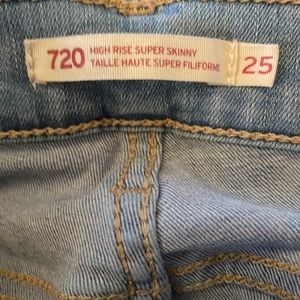 720 HIGH RISE SUPER SKINNY
TAILLE HAUTE SUPER FILIFORME
25